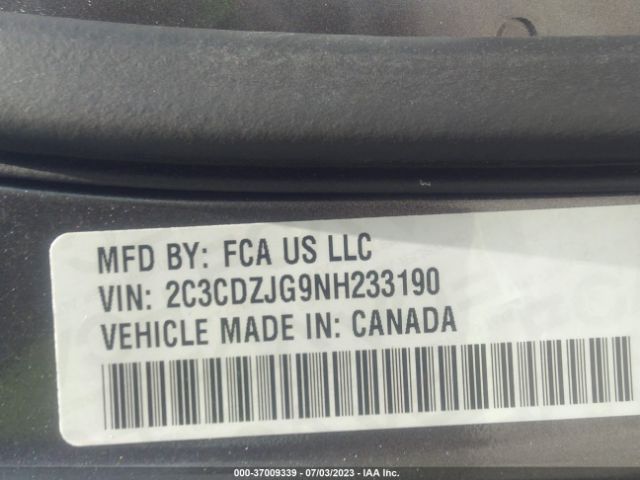 MFD BY: FCA US LLC
VIN: 2C3CDZJG9NH233190
VEHICLE MADE IN: CANADA
000-37009339 - 07/03/2023 - IAA Inc.